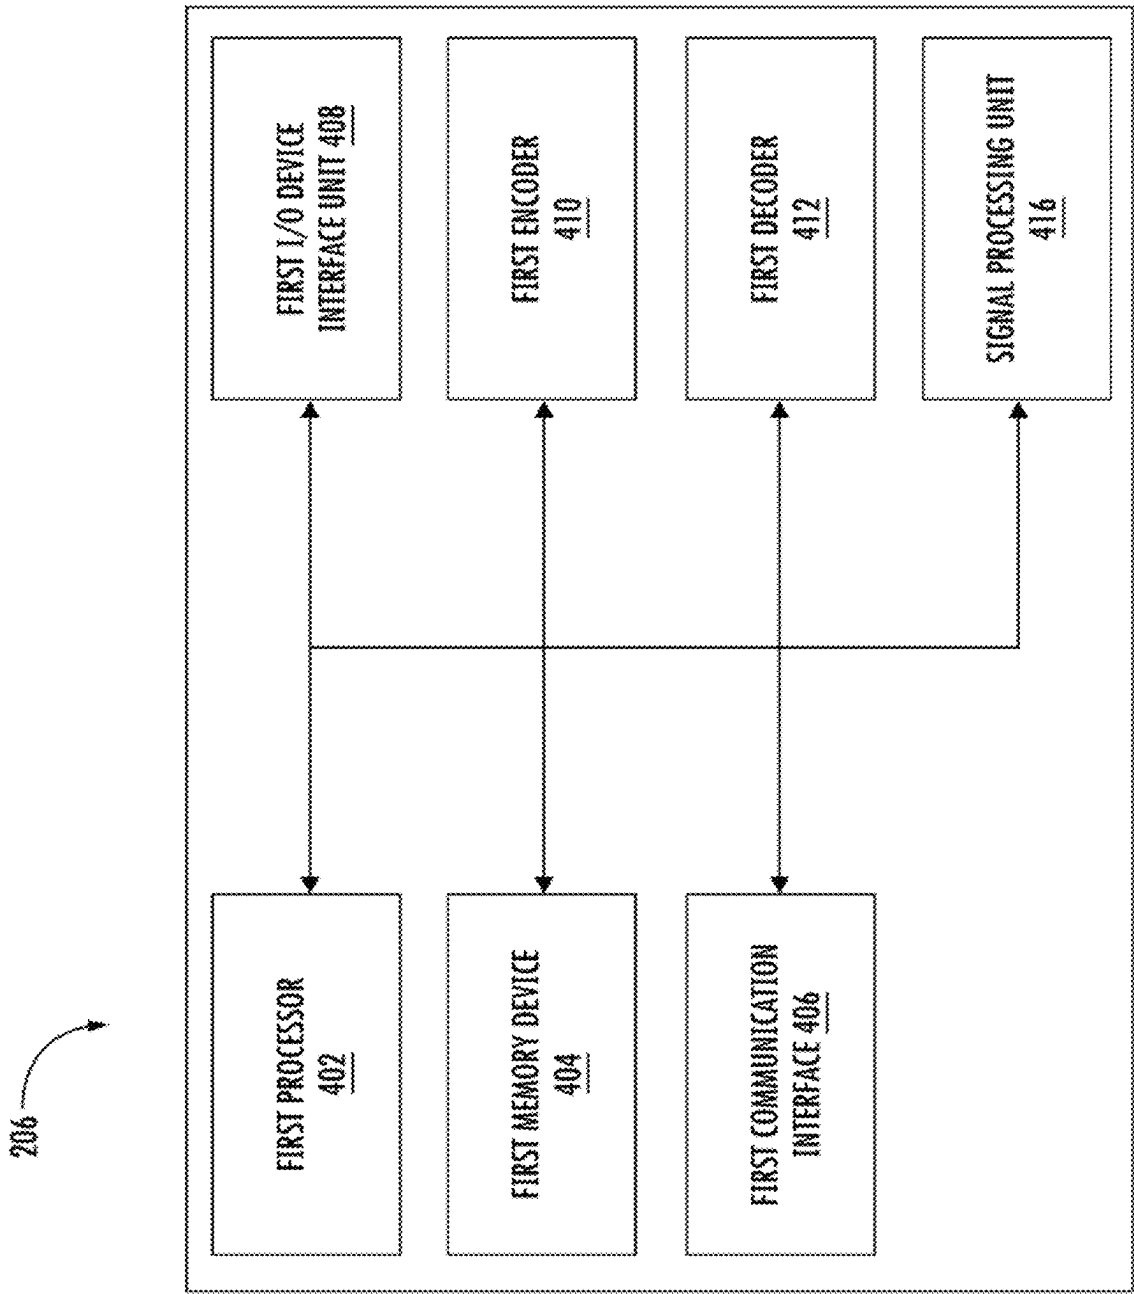 206
FIRST PROCESSOR
402
FIRST MEMORY DEVICE
404
FIRST COMMUNICATION
INTERFACE 406
FIRST I/O DEVICE
INTERFACE UNIT 408
FIRST ENCODER
410
FIRST DECODER
412
SIGNAL PROCESSING UNIT
416